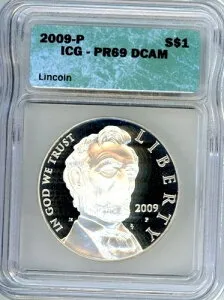 2009-P S$1
ICG - PR69 DCAM
Lincoln
IN GOD WE TRUST
LIBERTY
2009
P